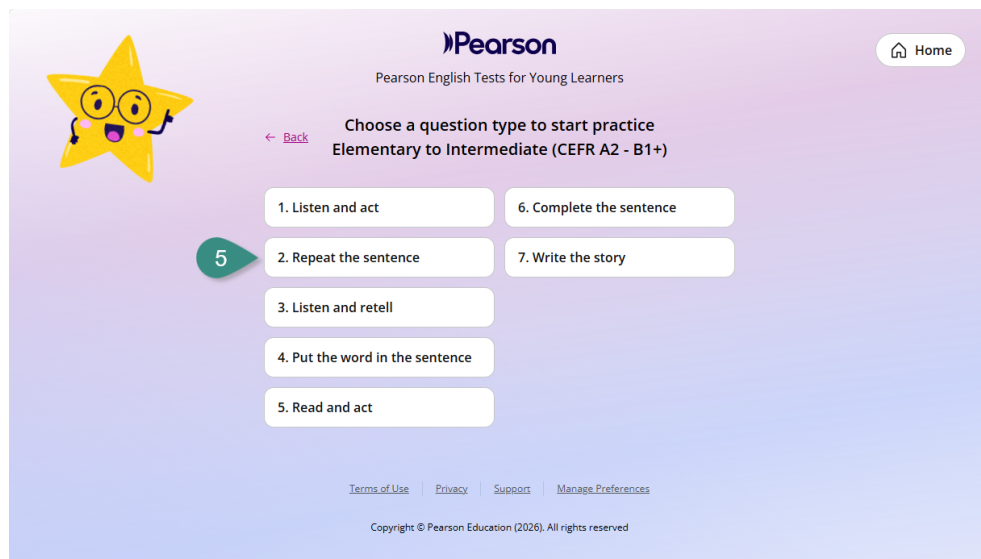 Pearson
Home
Pearson English Tests for Young Learners
← Back
Choose a question type to start practice
Elementary to Intermediate (CEFR A2 - B1+)
1. Listen and act
2. Repeat the sentence
3. Listen and retell
4. Put the word in the sentence
5. Read and act
6. Complete the sentence
7. Write the story
5
Terms of Use
Privacy
Support
Manage Preferences
Copyright © Pearson Education (2026). All rights reserved